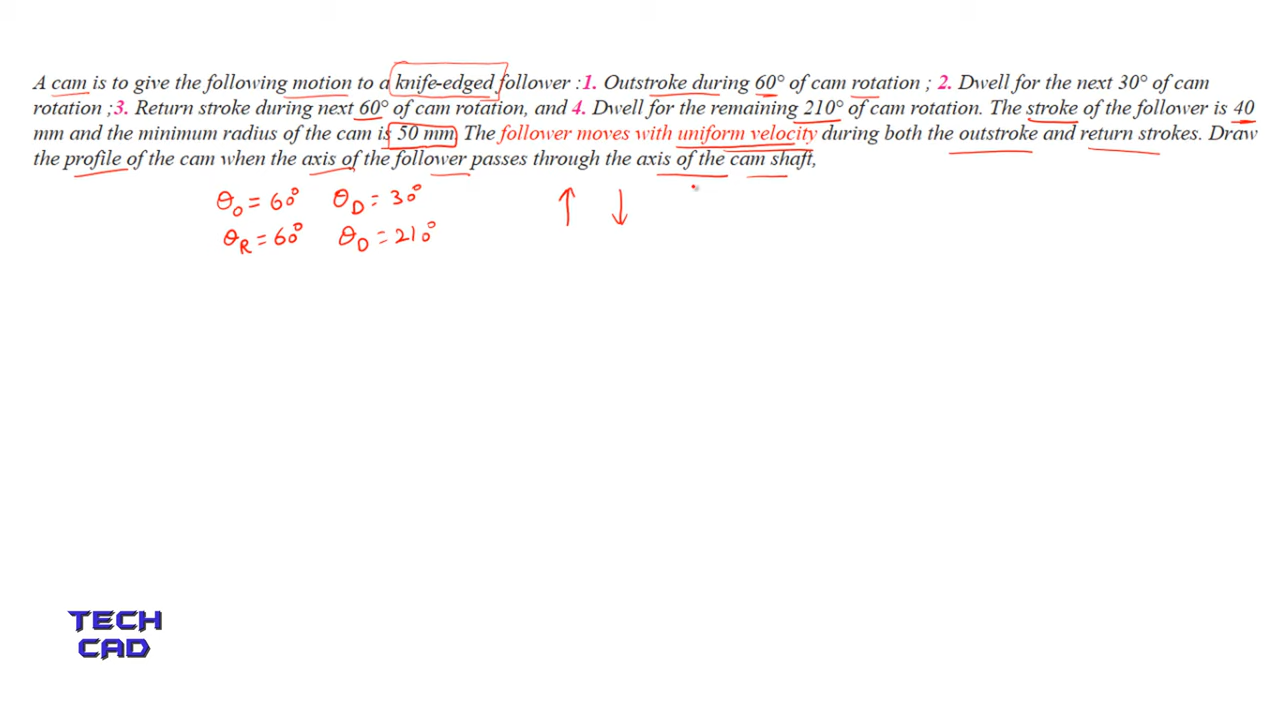 A cam is to give the following motion to a knife-edged follower :1. Outstroke during 60° of cam rotation ; 2. Dwell for the next 30° of cam
rotation ;3. Return stroke during next 60° of cam rotation, and 4. Dwell for the remaining 210° of cam rotation. The stroke of the follower is 40
mm and the minimum radius of the cam is 50 mm. The follower moves with uniform velocity during both the outstroke and return strokes. Draw
the profile of the cam when the axis of the follower passes through the axis of the cam shaft,
θO = 60° θD = 30°
θR = 60° θD = 210°
TECH
CAD